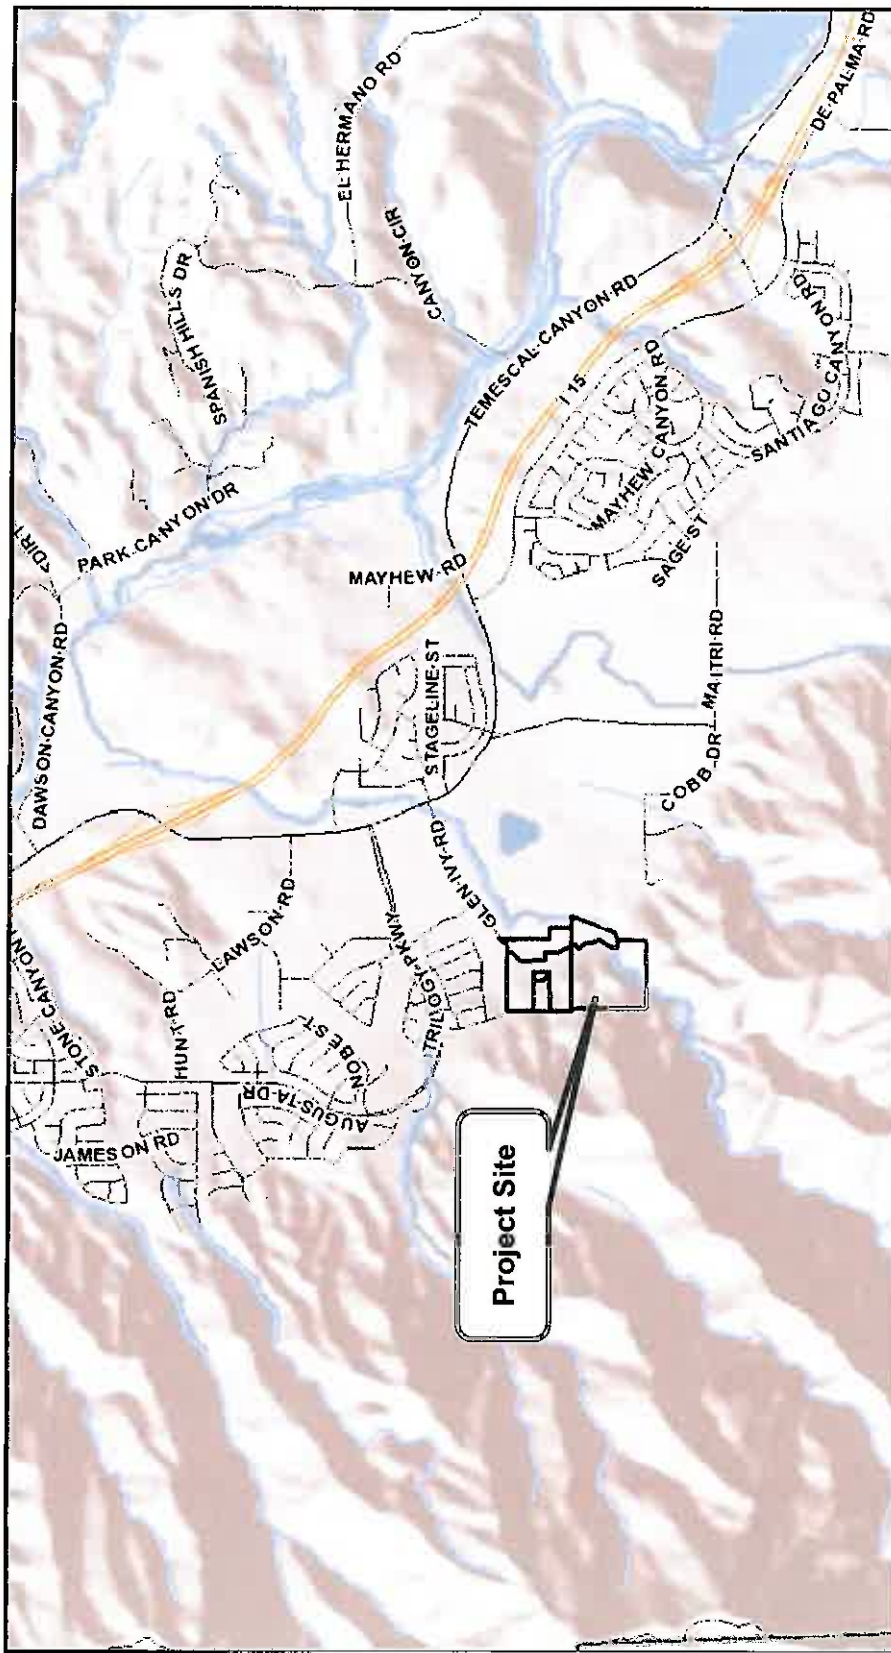 DE PALMA RD
EL HERMANO RD
CANYON CIR
SPANISH HILLS DR
TEMESCAL CANYON RD
I 15
SANTIAGO CANYON RD
MAYHEW CANYON RD
SAGE ST
PARK CANYON DR
DIRT
MAYHEW RD
DAWSON CANYON RD
STAGELINE ST
MAITRI RD
COBB DR
GLEN IVY RD
LAWSON RD
TRILOGY PKWY
STONE CANYON
HUNT RD
NOBE ST
AUGUSTA DR
JAMESON RD
Project Site